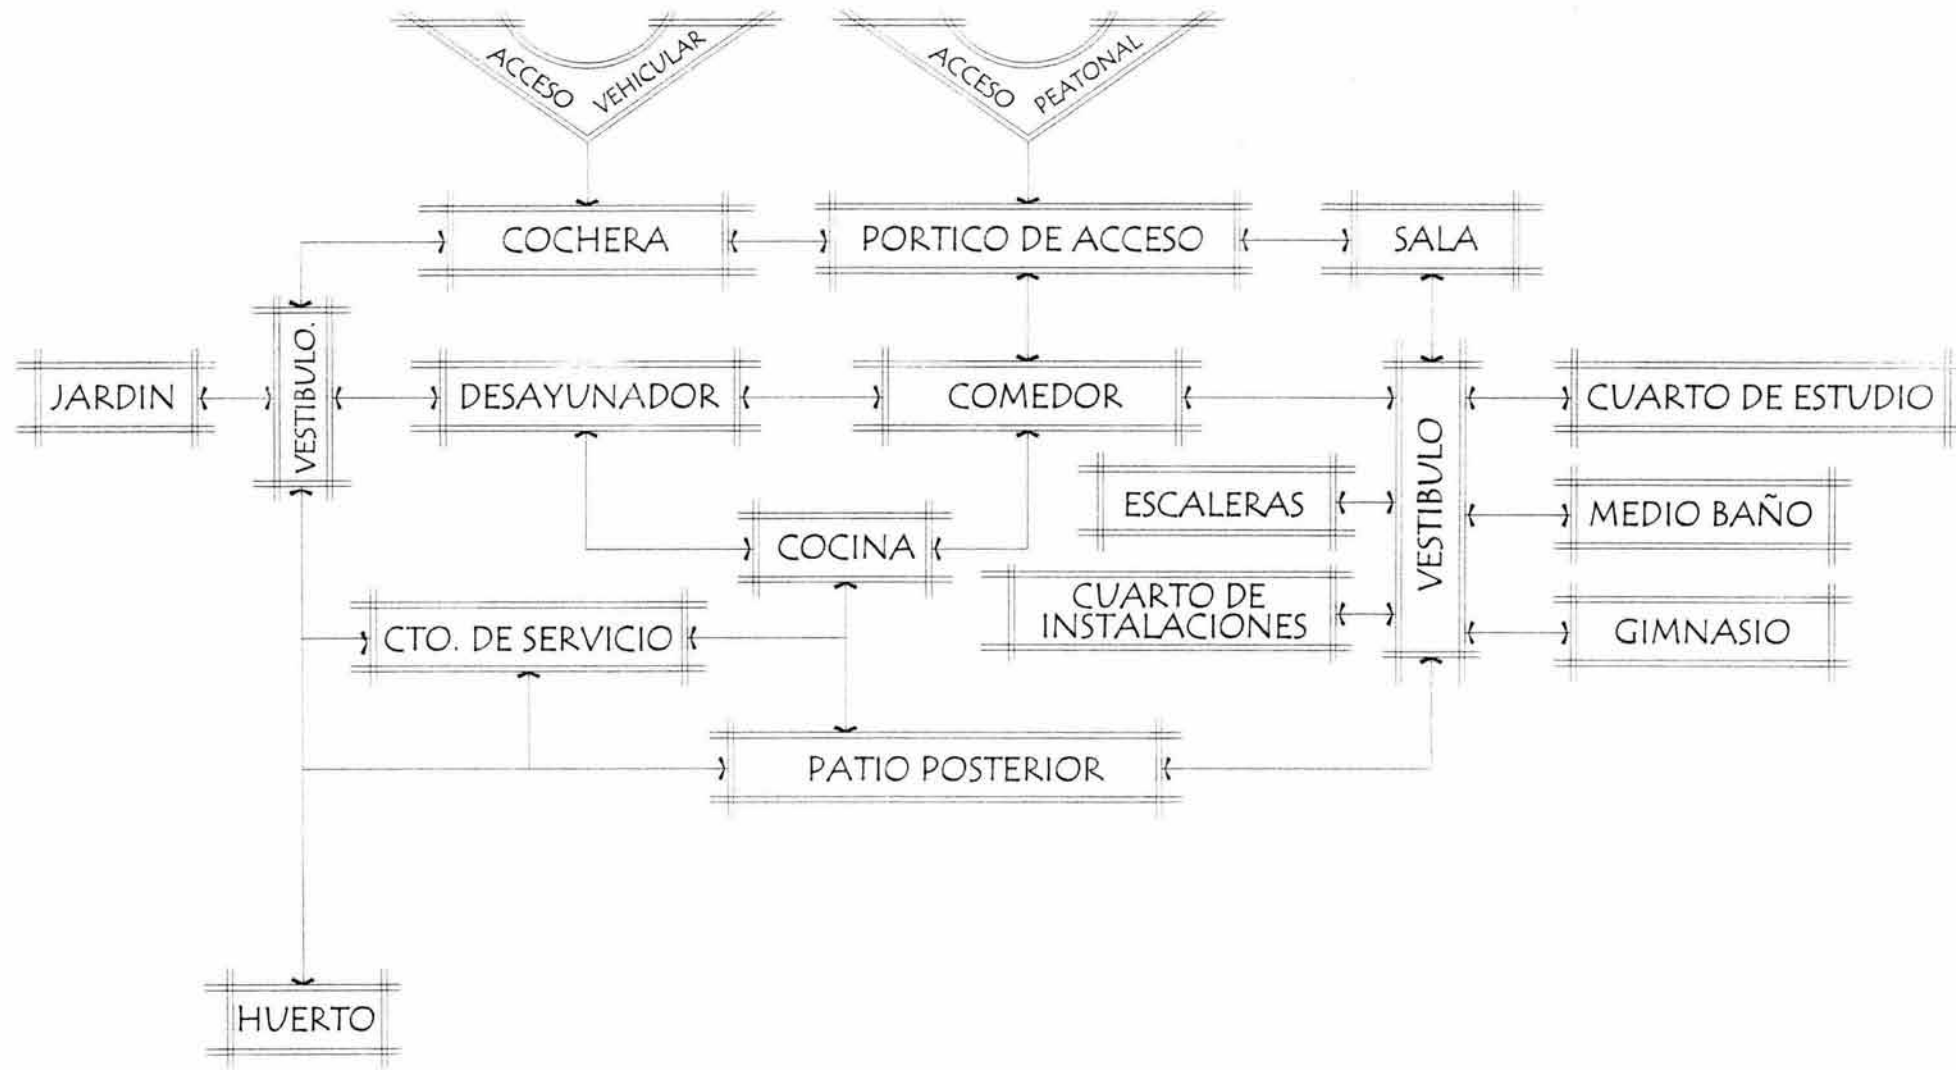 ACCESO VEHICULAR
ACCESO PEATONAL
COCHERA
PORTICO DE ACCESO
SALA
VESTIBULO.
JARDIN
DESAYUNADOR
COMEDOR
CUARTO DE ESTUDIO
VESTIBULO
ESCALERAS
MEDIO BAÑO
COCINA
CUARTO DE
INSTALACIONES
CTO. DE SERVICIO
GIMNASIO
PATIO POSTERIOR
HUERTO